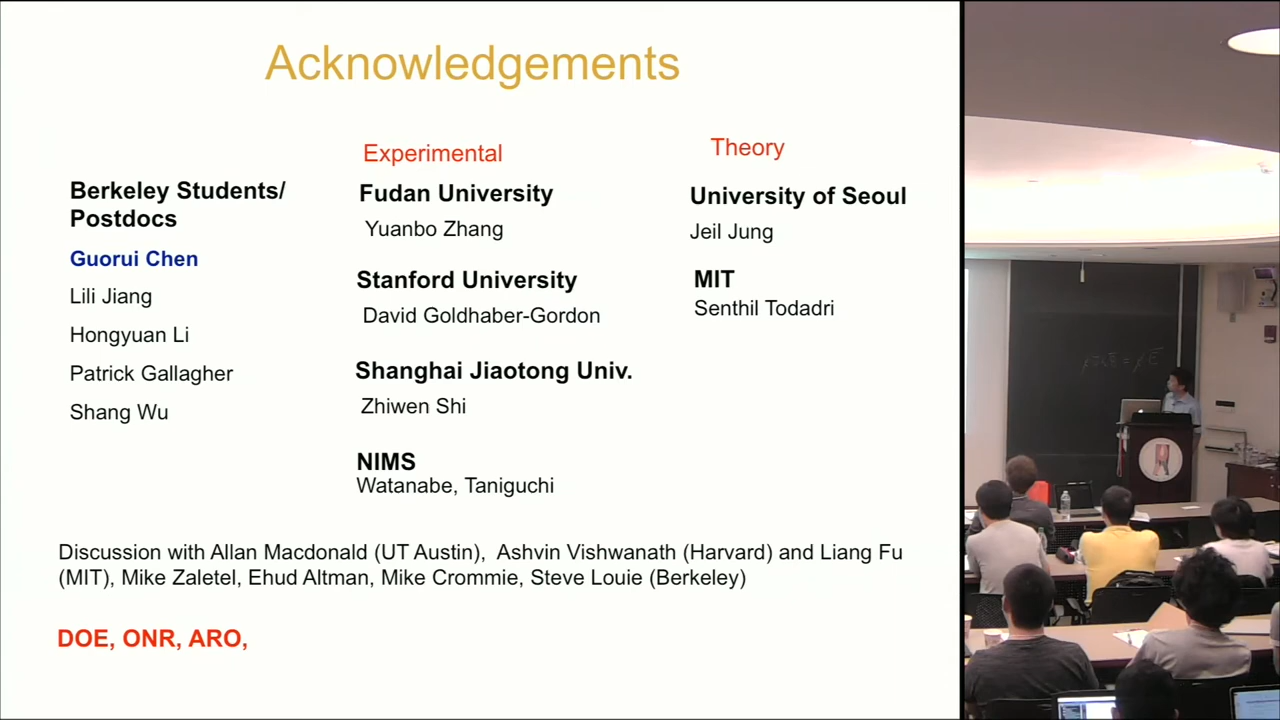 Acknowledgements
Berkeley Students/
Postdocs
Guorui Chen
Lili Jiang
Hongyuan Li
Patrick Gallagher
Shang Wu
Experimental
Fudan University
Yuanbo Zhang
Stanford University
David Goldhaber-Gordon
Shanghai Jiaotong Univ.
Zhiwen Shi
NIMS
Watanabe, Taniguchi
Theory
University of Seoul
Jeil Jung
MIT
Senthil Todadri
Discussion with Allan Macdonald (UT Austin), Ashvin Vishwanath (Harvard) and Liang Fu
(MIT), Mike Zaletel, Ehud Altman, Mike Crommie, Steve Louie (Berkeley)
DOE, ONR, ARO,